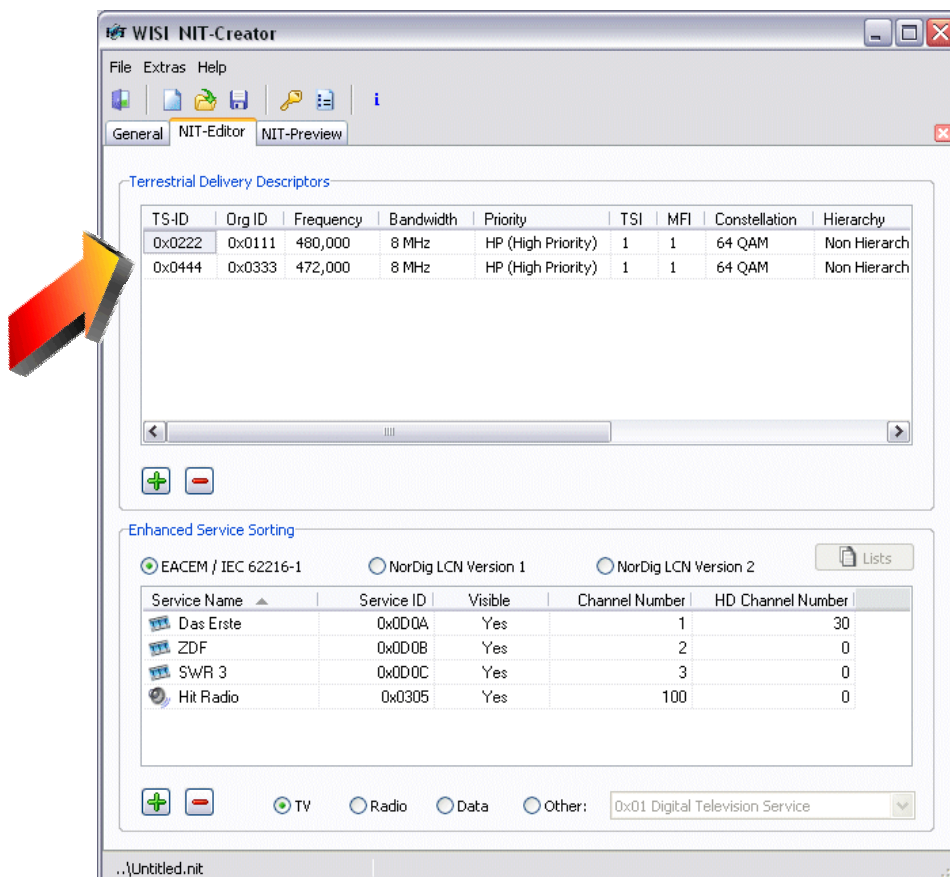 WISI NIT-Creator
File Extras Help
i
General NIT-Editor NIT-Preview
Terrestrial Delivery Descriptors
TS-ID Org ID Frequency Bandwidth Priority TSI MFI Constellation Hierarchy
0x0222 0x0111 480,000 8 MHz HP (High Priority) 1 1 64 QAM Non Hierarch
0x0444 0x0333 472,000 8 MHz HP (High Priority) 1 1 64 QAM Non Hierarch
Enhanced Service Sorting
EACEM / IEC 62216-1 NorDig LCN Version 1 NorDig LCN Version 2 Lists
Service Name Service ID Visible Channel Number HD Channel Number
Das Erste 0x0D0A Yes 1 30
ZDF 0x0D0B Yes 2 0
SWR 3 0x0D0C Yes 3 0
Hit Radio 0x0305 Yes 100 0
TV Radio Data Other: 0x01 Digital Television Service
..\Untitled.nit